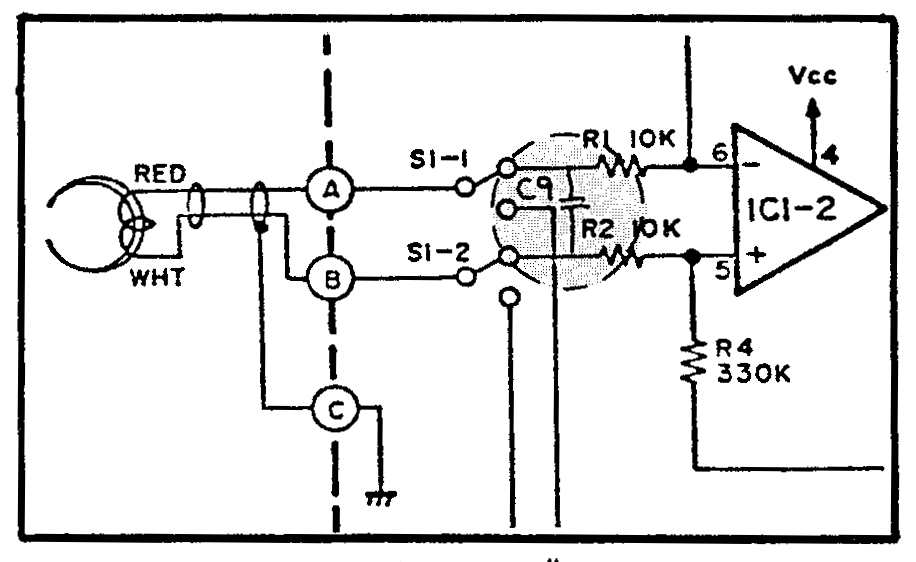 Vcc
R1 10K
6
-
4
S1-1
RED
A
C9
IC1-2
R2 10K
S1-2
+
5
WHT
B
R4
330K
C